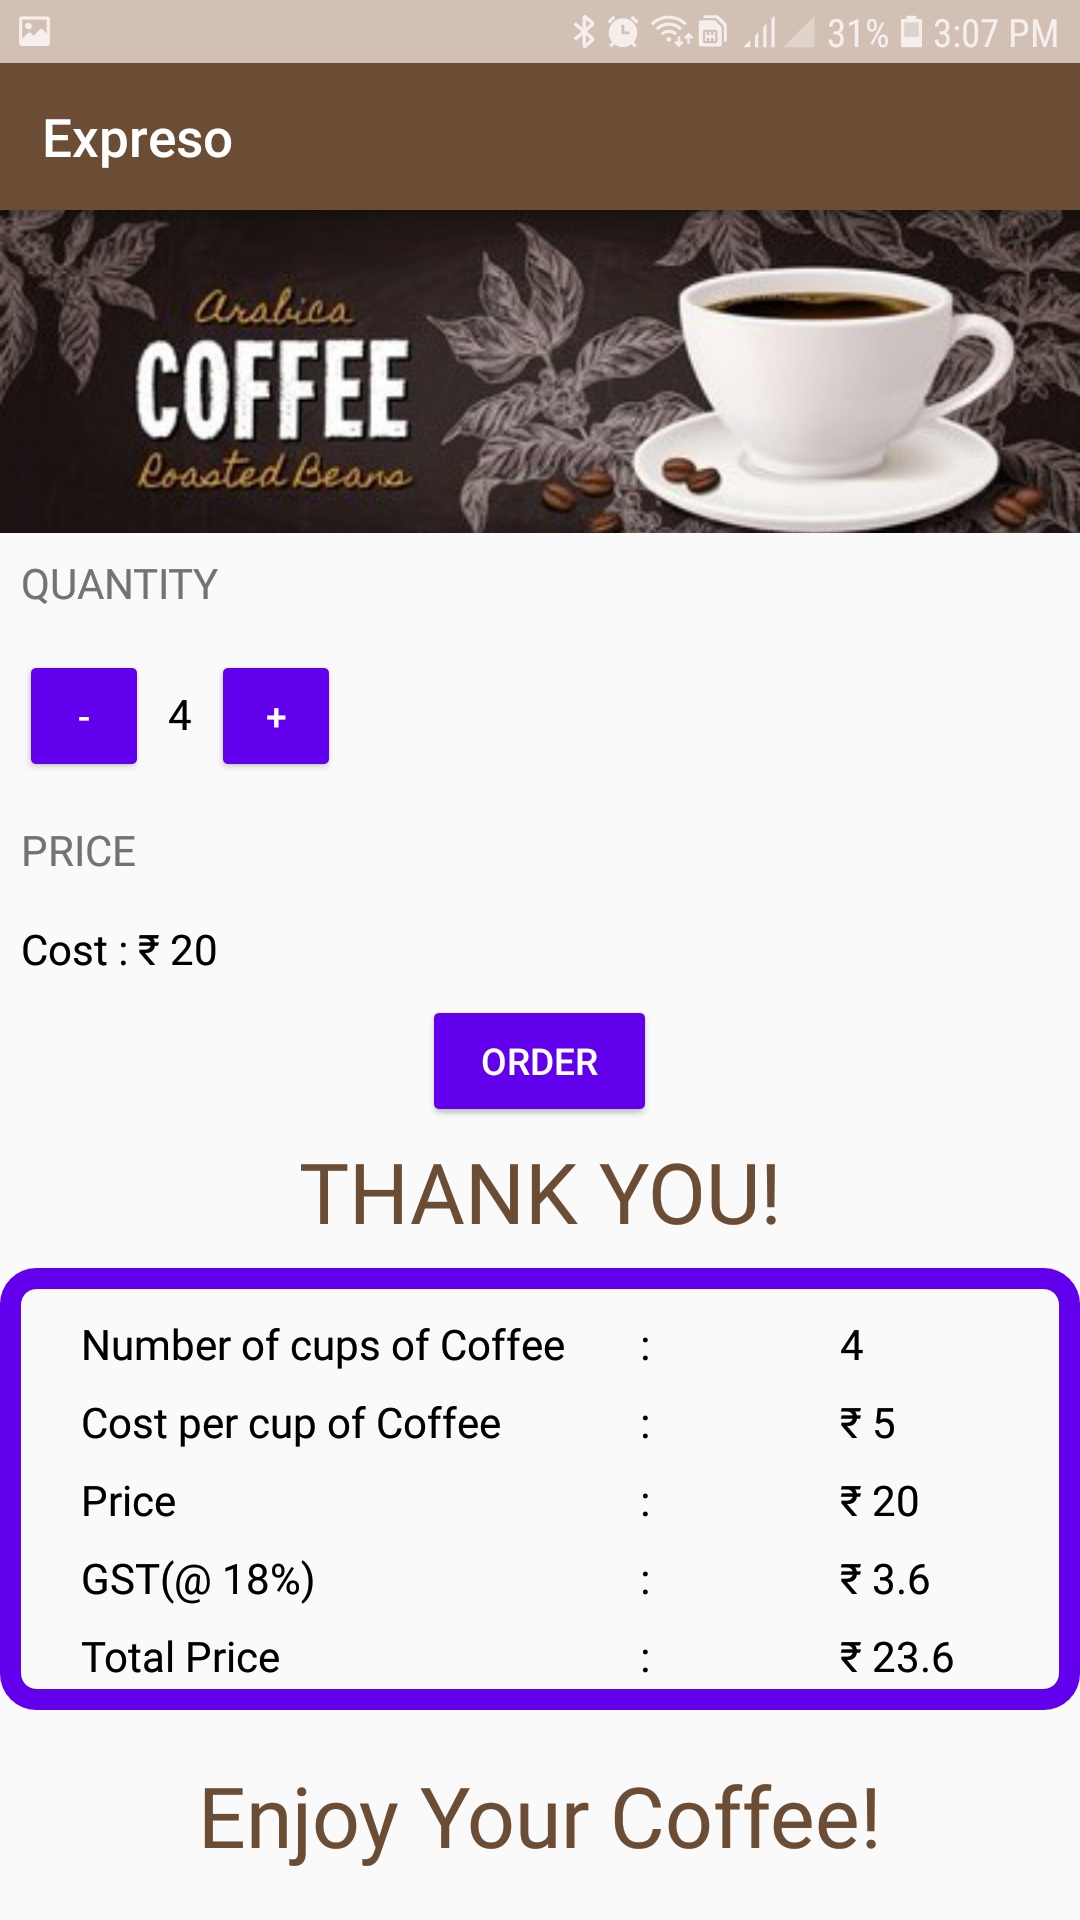 31% 3:07 PM
Expreso
Arabica
COFFEE
Roasted Beans
QUANTITY
- 4 +
PRICE
Cost : ₹ 20
ORDER
THANK YOU!
Number of cups of Coffee : 4
Cost per cup of Coffee : ₹ 5
Price : ₹ 20
GST(@ 18%) : ₹ 3.6
Total Price : ₹ 23.6
Enjoy Your Coffee!